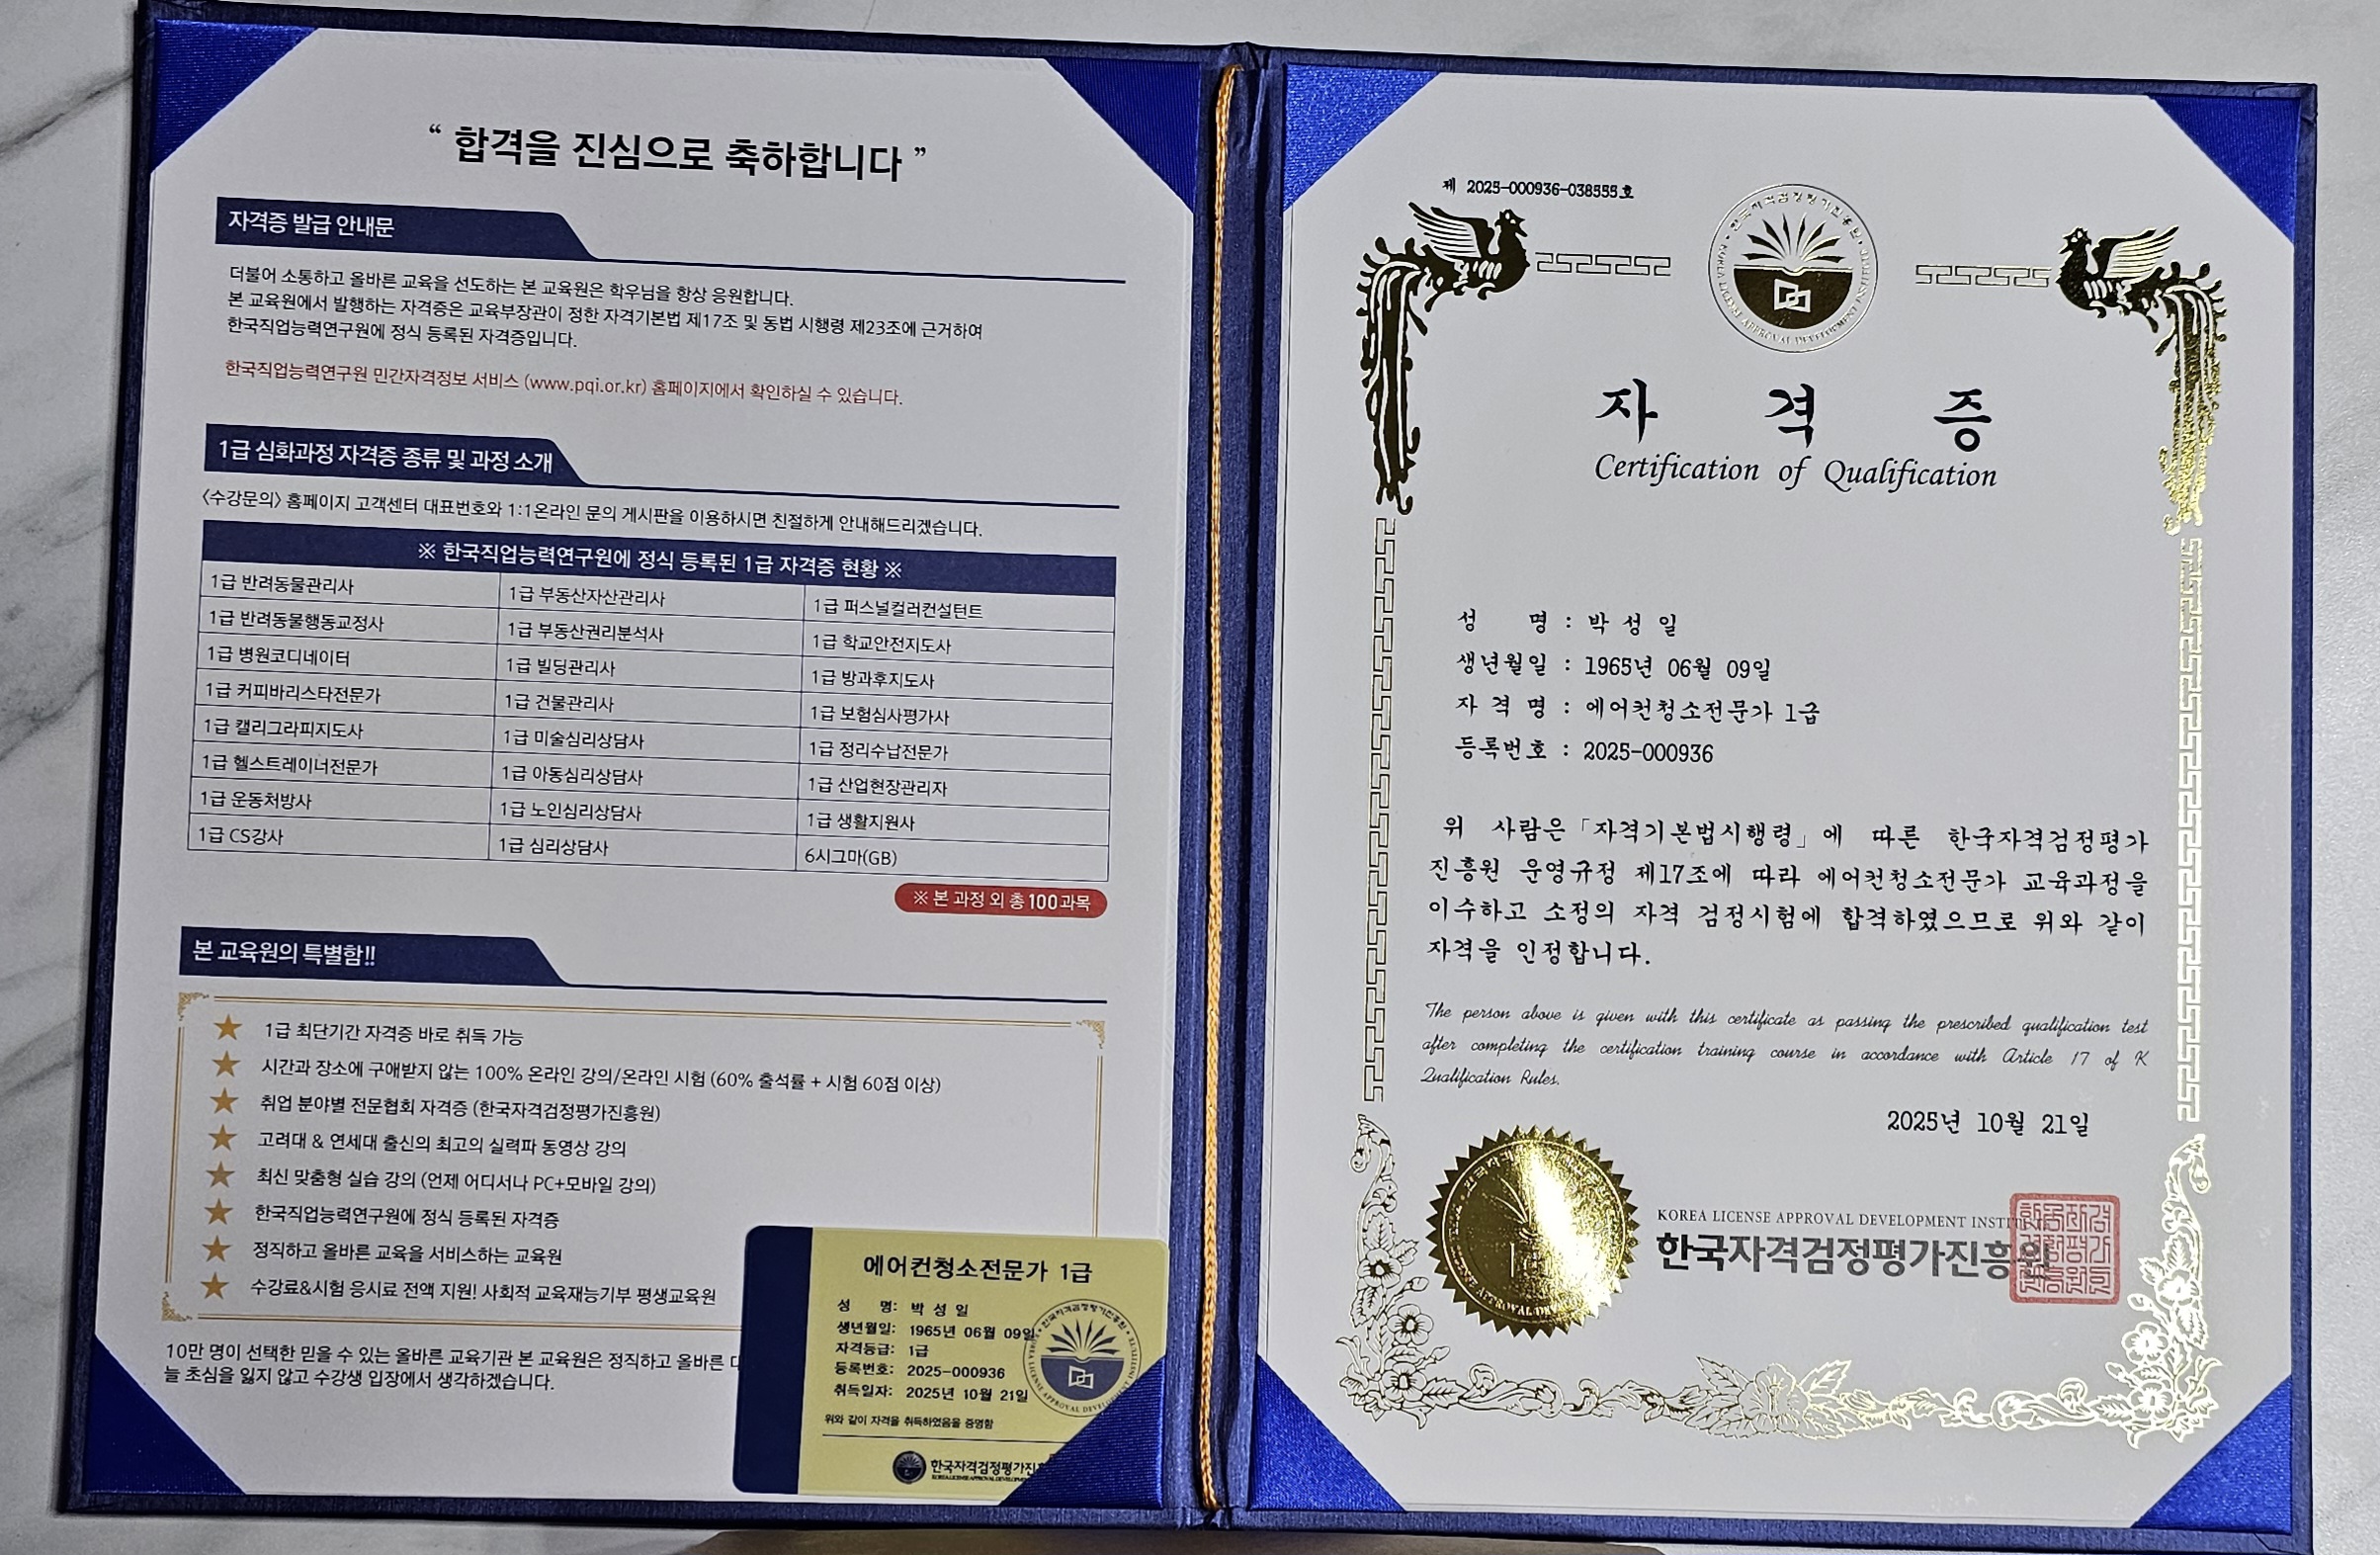 “ 합격을 진심으로 축하합니다 ”
자격증 발급 안내문
더불어 소통하고 올바른 교육을 선도하는 본 교육원은 학우님을 항상 응원합니다.
본 교육원에서 발행하는 자격증은 교육부장관이 정한 자격기본법 제17조 및 동법 시행령 제23조에 근거하여
한국직업능력연구원에 정식 등록된 자격증입니다.
한국직업능력연구원 민간자격정보 서비스 (www.pqi.or.kr) 홈페이지에서 확인하실 수 있습니다.
1급 심화과정 자격증 종류 및 과정 소개
<수강문의> 홈페이지 고객센터 대표번호와 1:1온라인 문의 게시판을 이용하시면 친절하게 안내해드리겠습니다.
※ 한국직업능력연구원에 정식 등록된 1급 자격증 현황 ※
1급 반려동물관리사 1급 부동산자산관리사 1급 퍼스널컬러컨설턴트
1급 반려동물행동교정사 1급 부동산권리분석사 1급 학교안전지도사
1급 병원코디네이터 1급 빌딩관리사 1급 방과후지도사
1급 커피바리스타전문가 1급 건물관리사 1급 보험심사평가사
1급 캘리그라피지도사 1급 미술심리상담사 1급 정리수납전문가
1급 헬스트레이너전문가 1급 아동심리상담사 1급 산업현장관리자
1급 운동처방사 1급 노인심리상담사 1급 생활지원사
1급 CS강사 1급 심리상담사 6시그마(GB)
※ 본 과정 외 총 100과목
본 교육원의 특별함!!
★ 1급 최단기간 자격증 바로 취득 가능
★ 시간과 장소에 구애받지 않는 100% 온라인 강의/온라인 시험 (60% 출석률 + 시험 60점 이상)
★ 취업 분야별 전문협회 자격증 (한국자격검정평가진흥원)
★ 고려대 & 연세대 출신의 최고의 실력파 동영상 강의
★ 최신 맞춤형 실습 강의 (언제 어디서나 PC+모바일 강의)
★ 한국직업능력연구원에 정식 등록된 자격증
★ 정직하고 올바른 교육을 서비스하는 교육원
★ 수강료&시험 응시료 전액 지원! 사회적 교육재능기부 평생교육원
10만 명이 선택한 믿을 수 있는 올바른 교육기관 본 교육원은 정직하고 올바른
늘 초심을 잃지 않고 수강생 입장에서 생각하겠습니다.
에어컨청소전문가 1급
성 명: 박 성 일
생년월일: 1965년 06월 09일
자격등급: 1급
등록번호: 2025-000936
취득일자: 2025년 10월 21일
위와 같이 자격을 취득하였음을 증명함
한국자격검정평가진
제 2025-000936-038555호
자 격 증
Certification of Qualification
성 명 : 박 성 일
생년월일 : 1965년 06월 09일
자 격 명 : 에어컨청소전문가 1급
등록번호 : 2025-000936
위 사람은「자격기본법시행령」에 따른 한국자격검정평가
진흥원 운영규정 제17조에 따라 에어컨청소전문가 교육과정을
이수하고 소정의 자격 검정시험에 합격하였으므로 위와 같이
자격을 인정합니다.
The person above is given with this certificate as passing the prescribed qualification test
after completing the certification training course in accordance with Article 17 of K
Qualification Rules.
2025년 10월 21일
KOREA LICENSE APPROVAL DEVELOPMENT
한국자격검정평가진흥원